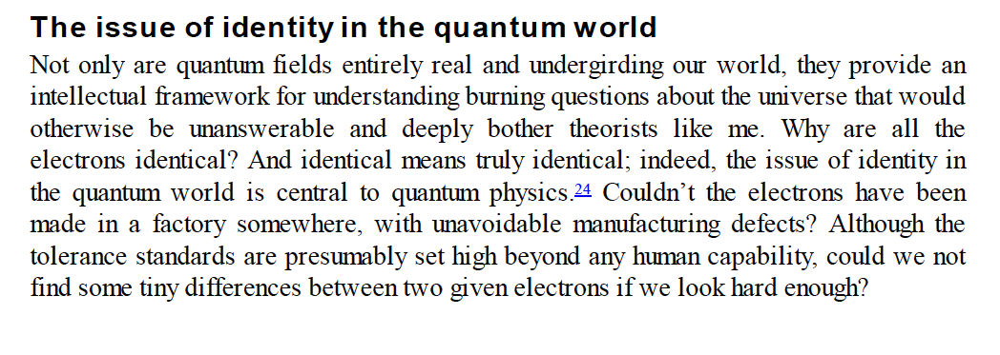 The issue of identity in the quantum world
Not only are quantum fields entirely real and undergirding our world, they provide an
intellectual framework for understanding burning questions about the universe that would
otherwise be unanswerable and deeply bother theorists like me. Why are all the
electrons identical? And identical means truly identical; indeed, the issue of identity in
the quantum world is central to quantum physics.24 Couldn’t the electrons have been
made in a factory somewhere, with unavoidable manufacturing defects? Although the
tolerance standards are presumably set high beyond any human capability, could we not
find some tiny differences between two given electrons if we look hard enough?